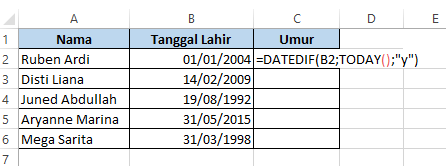 A B C D E
1 Nama Tanggal Lahir Umur
2 Ruben Ardi 01/01/2004 =DATEDIF(B2;TODAY();"y")
3 Disti Liana 14/02/2009
4 Juned Abdullah 19/08/1992
5 Aryanne Marina 31/05/2015
6 Mega Sarita 31/03/1998
7